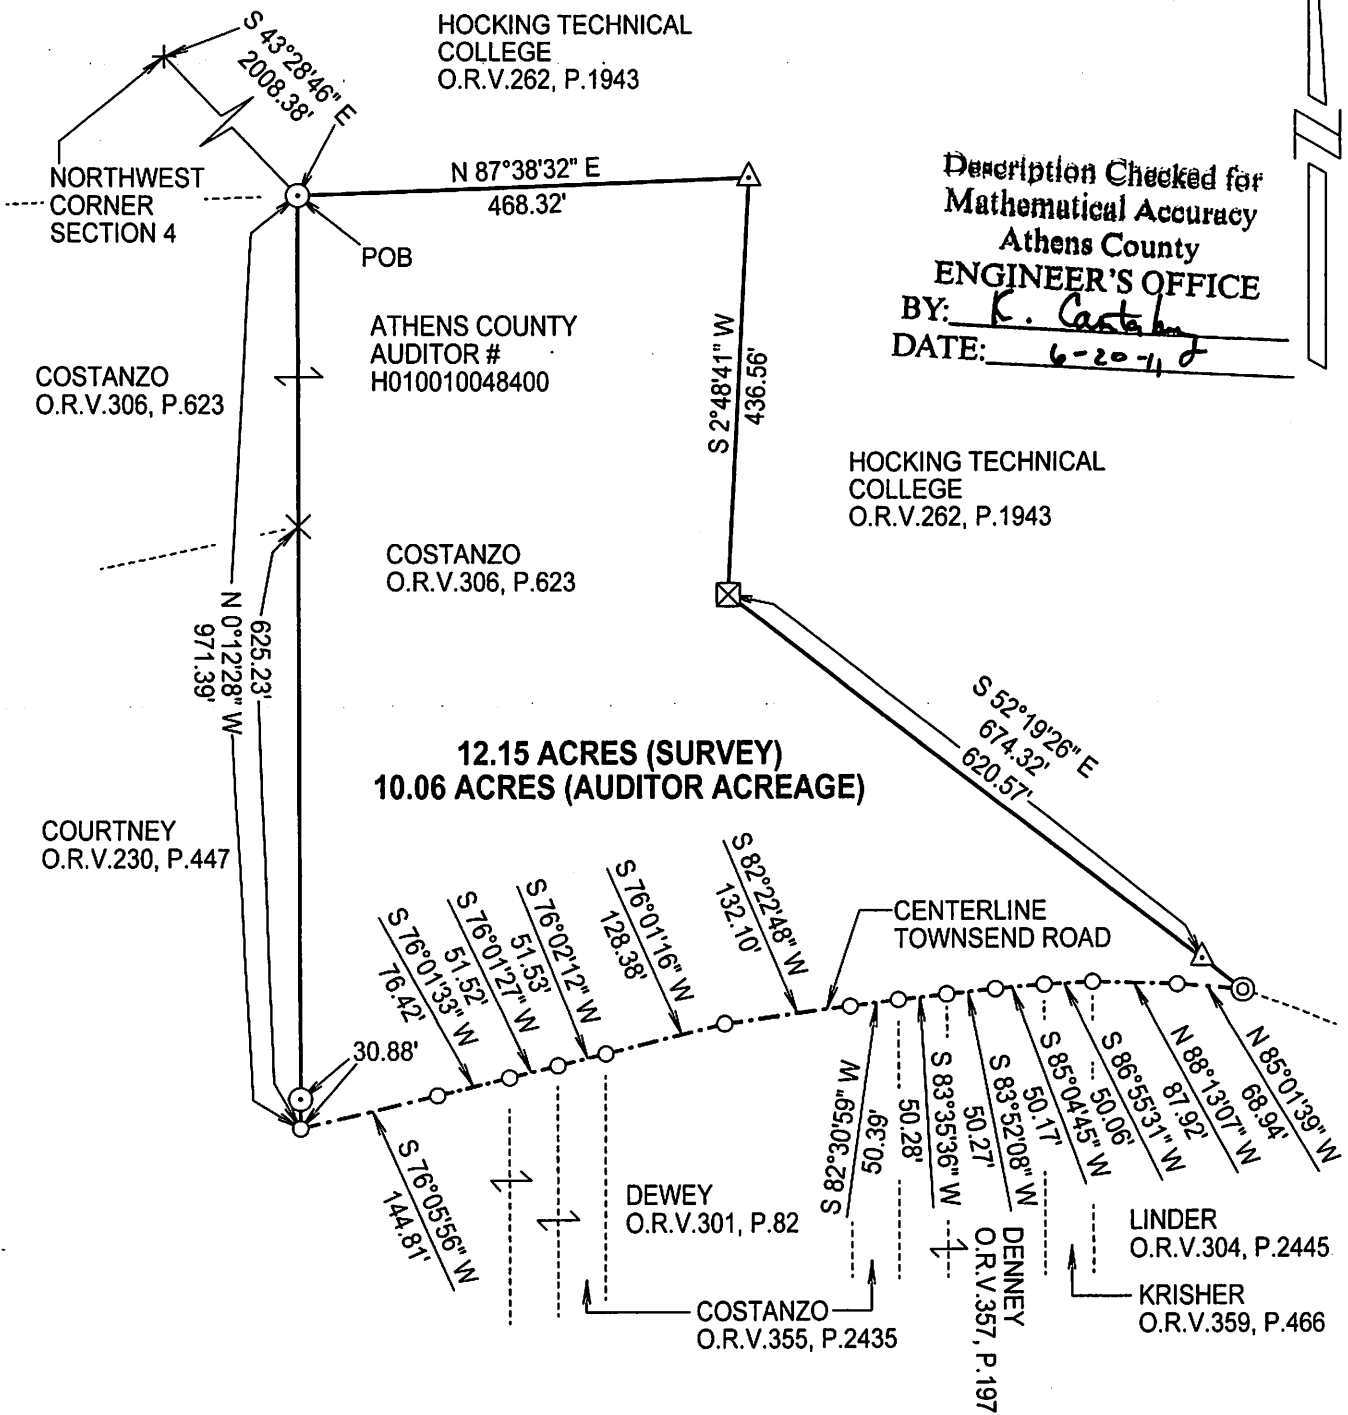 S 43°28'46" E
2008.38'
HOCKING TECHNICAL
COLLEGE
O.R.V.262, P.1943
NORTHWEST
CORNER
SECTION 4
N 87°38'32" E
468.32'
POB
Description Checked for
Mathematical Accuracy
Athens County
ENGINEER'S OFFICE
BY: K.
DATE: 6-20-11
ATHENS COUNTY
AUDITOR #
H010010048400
COSTANZO
O.R.V.306, P.623
S 2°48'41" W
436.56'
HOCKING TECHNICAL
COLLEGE
O.R.V.262, P.1943
COSTANZO
O.R.V.306, P.623
625.23'
N 0°12'28" W
971.39'
S 52°19'26" E
674.32'
620.57'
12.15 ACRES (SURVEY)
10.06 ACRES (AUDITOR ACREAGE)
COURTNEY
O.R.V.230, P.447
S 76°01'33" W
76.42'
S 76°01'27" W
51.52'
S 76°02'12" W
51.53'
S 76°01'16" W
128.38'
S 82°22'48" W
132.10'
CENTERLINE
TOWNSEND ROAD
30.88'
S 76°05'56" W
144.81'
S 82°30'59" W
50.39'
S 83°35'36" W
50.28'
S 83°52'08" W
50.27'
S 85°04'45" W
50.17'
S 86°55'31" W
50.06'
N 88°13'07" W
87.92'
N 85°01'39" W
68.94'
DEWEY
O.R.V.301, P.82
COSTANZO
O.R.V.355, P.2435
DENNEY
O.R.V.357, P.197
LINDER
O.R.V.304, P.2445
KRISHER
O.R.V.359, P.466